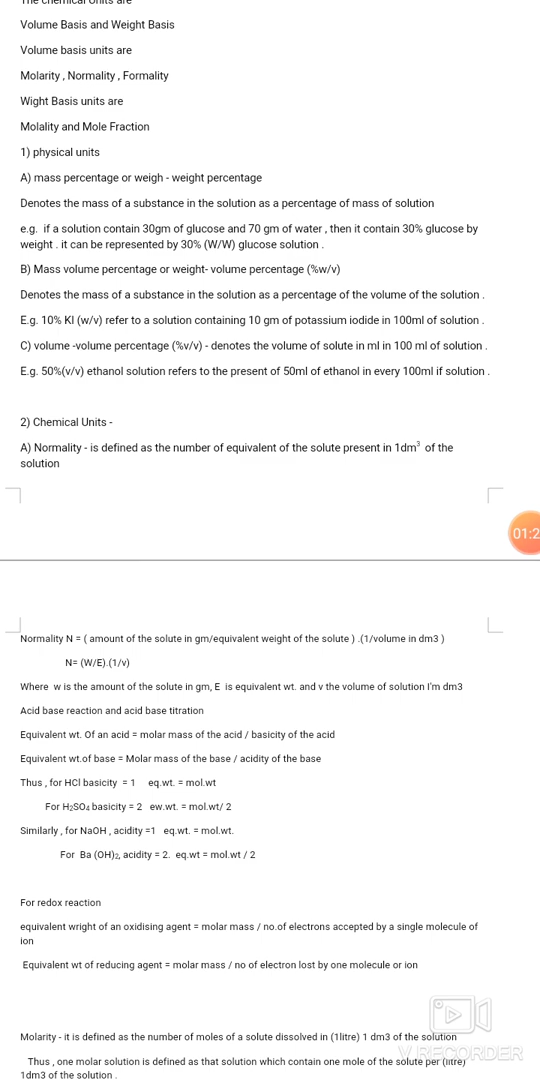 The chemical Units are
Volume Basis and Weight Basis
Volume basis units are
Molarity , Normality , Formality
Wight Basis units are
Molality and Mole Fraction
1) physical units
A) mass percentage or weigh - weight percentage
Denotes the mass of a substance in the solution as a percentage of mass of solution
e.g.  if a solution contain 30gm of glucose and 70 gm of water , then it contain 30% glucose by
weight . it can be represented by 30% (W/W) glucose solution .
B) Mass volume percentage or weight- volume percentage (%w/v)
Denotes the mass of a substance in the solution as a percentage of the volume of the solution .
E.g. 10% KI (w/v) refer to a solution containing 10 gm of potassium iodide in 100ml of solution .
C) volume -volume percentage (%v/v) - denotes the volume of solute in ml in 100 ml of solution .
E.g. 50%(v/v) ethanol solution refers to the present of 50ml of ethanol in every 100ml if solution .
2) Chemical Units -
A) Normality - is defined as the number of equivalent of the solute present in 1dm³ of the
solution
01:2
Normality N = ( amount of the solute in gm/equivalent weight of the solute ) .(1/volume in dm3 )
N= (W/E).(1/v)
Where  w is the amount of the solute in gm, E  is equivalent wt. and v the volume of solution I'm dm3
Acid base reaction and acid base titration
Equivalent wt. Of an acid = molar mass of the acid / basicity of the acid
Equivalent wt.of base = Molar mass of the base / acidity of the base
Thus , for HCl basicity  = 1    eq.wt. = mol.wt
For H₂SO₄ basicity = 2   ew.wt. = mol.wt/ 2
Similarly , for NaOH , acidity =1   eq.wt. = mol.wt.
For  Ba (OH)₂, acidity = 2.  eq.wt = mol.wt / 2
For redox reaction
equivalent wright of an oxidising agent = molar mass / no.of electrons accepted by a single molecule of
ion
Equivalent wt of reducing agent = molar mass / no of electron lost by one molecule or ion
Molarity - it is defined as the number of moles of a solute dissolved in (1litre) 1 dm3 of the solution
Thus , one molar solution is defined as that solution which contain one mole of the solute per (litre)
1dm3 of the solution .
V RECORDER